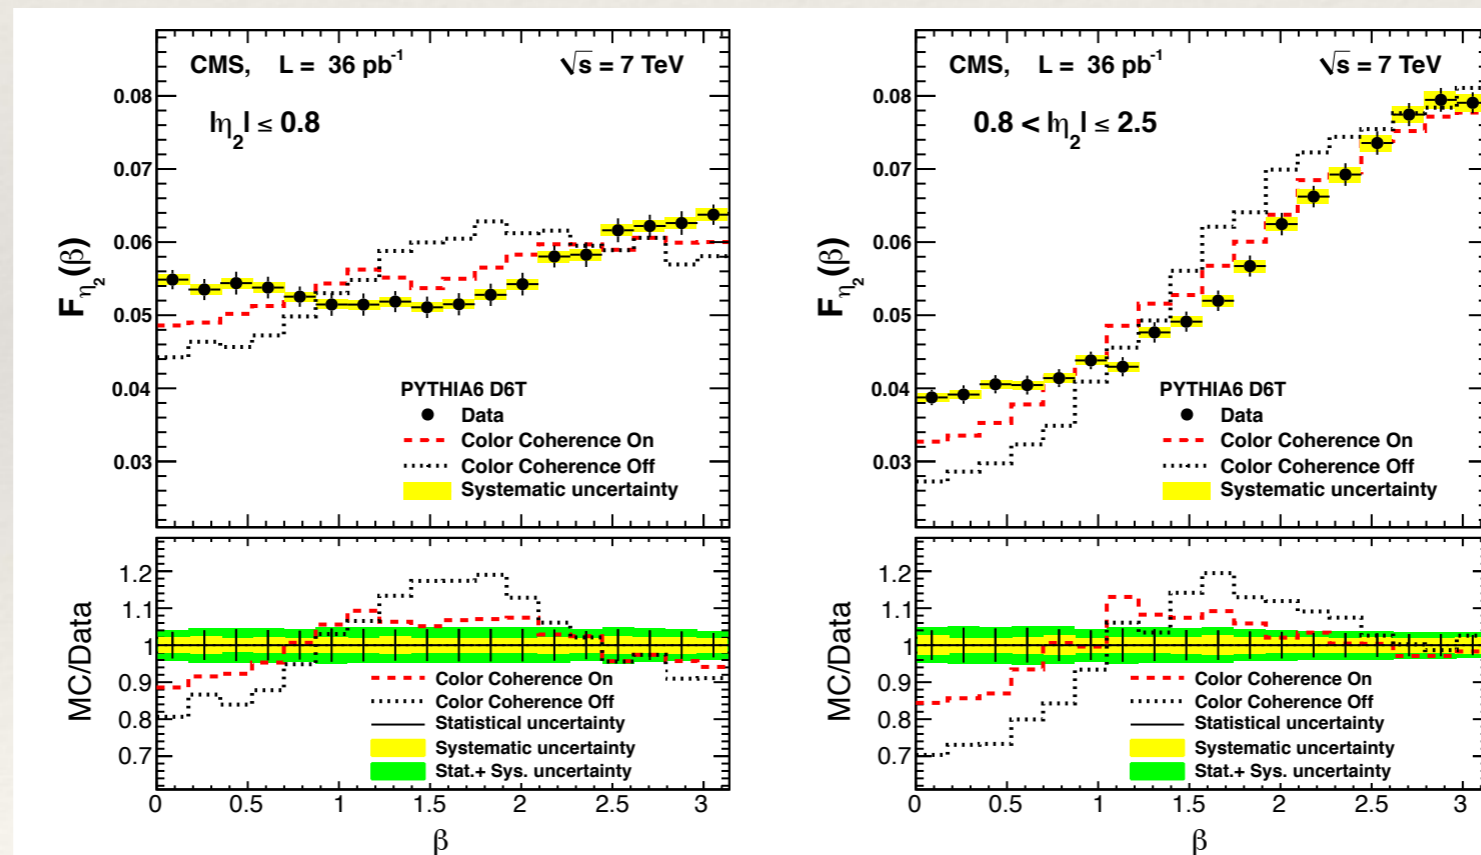 CMS, L = 36 pb⁻¹ √s = 7 TeV
|η₂| ≤ 0.8
0.08
0.07
0.06
0.05
0.04
0.03
F_η₂(β)
PYTHIA6 D6T
Data
Color Coherence On
Color Coherence Off
Systematic uncertainty
1.2
1.1
1
0.9
0.8
0.7
MC/Data
Color Coherence On
Color Coherence Off
Statistical uncertainty
Systematic uncertainty
Stat.+ Sys. uncertainty
0 0.5 1 1.5 2 2.5 3
β
CMS, L = 36 pb⁻¹ √s = 7 TeV
0.8 < |η₂| ≤ 2.5
0.08
0.07
0.06
0.05
0.04
0.03
F_η₂(β)
PYTHIA6 D6T
Data
Color Coherence On
Color Coherence Off
Systematic uncertainty
1.2
1.1
1
0.9
0.8
0.7
MC/Data
Color Coherence On
Color Coherence Off
Statistical uncertainty
Systematic uncertainty
Stat.+ Sys. uncertainty
0 0.5 1 1.5 2 2.5 3
β